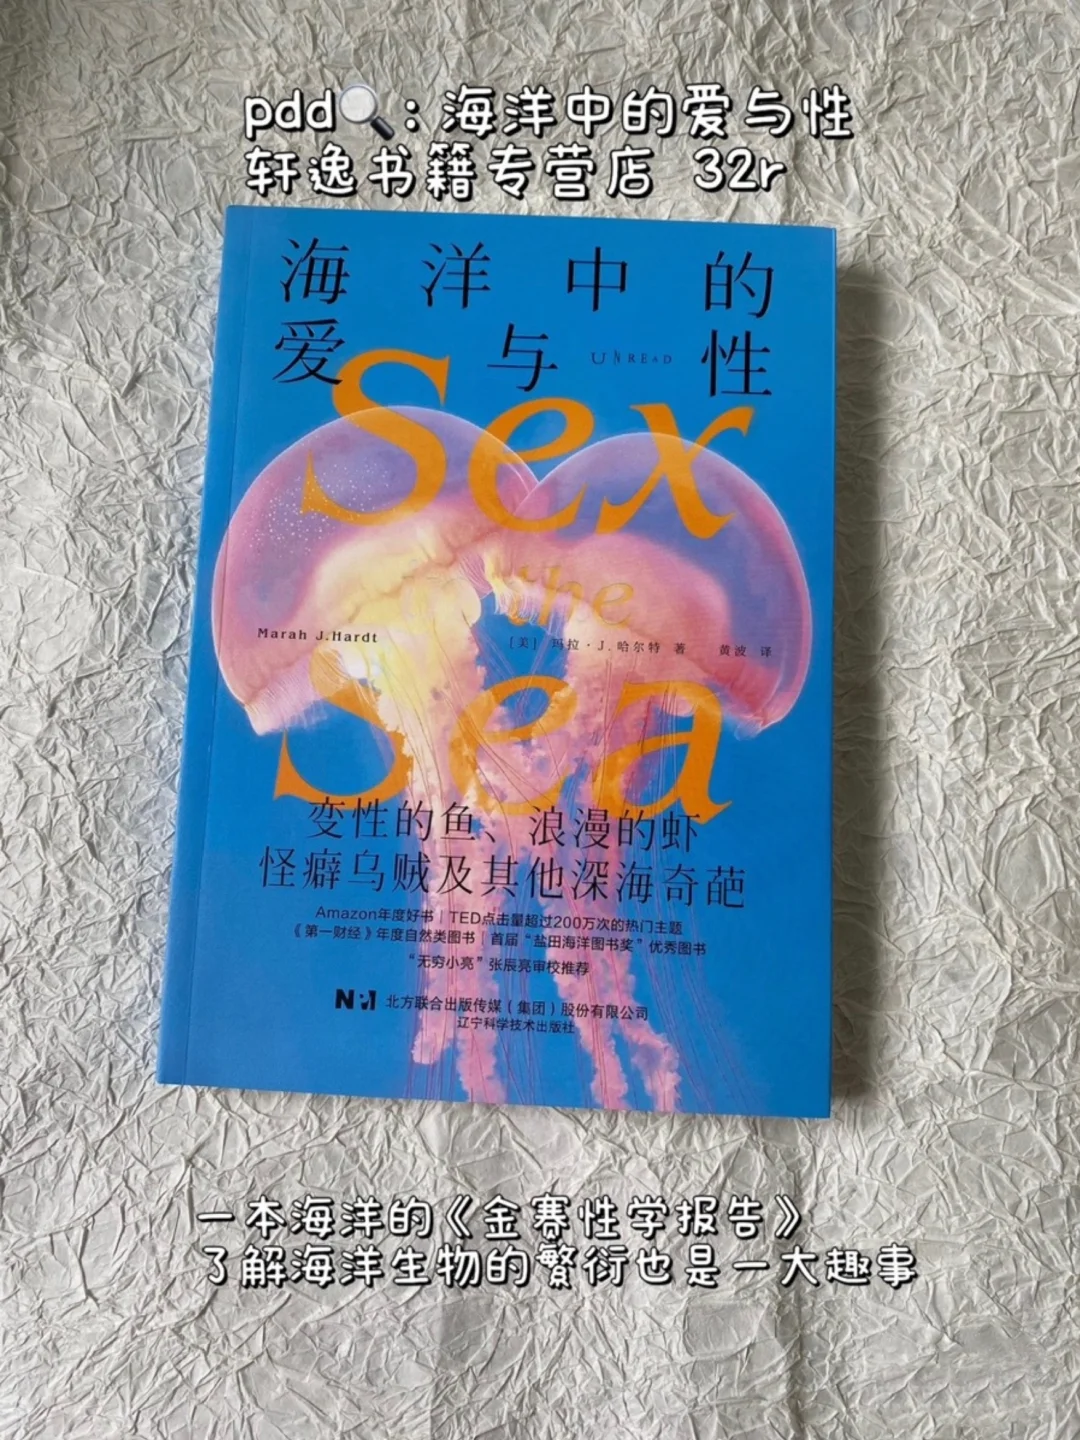 pdd🔍:海洋中的爱与性
轩逸书籍专营店 32r
海洋中的
爱与性
UNREAD
Sex
the
Sea
Marah J.Hardt
[美] 玛拉·J.哈尔特 著 黄波 译
变性的鱼、浪漫的虾
怪癖乌贼及其他深海奇葩
Amazon年度好书|TED点击量超过200万次的热门主题
《第一财经》年度自然类图书|首届“盐田海洋图书奖”优秀图书
“无穷小亮”张辰亮审校推荐
北方联合出版传媒(集团)股份有限公司
辽宁科学技术出版社
一本海洋的《金赛性学报告》
了解海洋生物的繁衍也是一大趣事